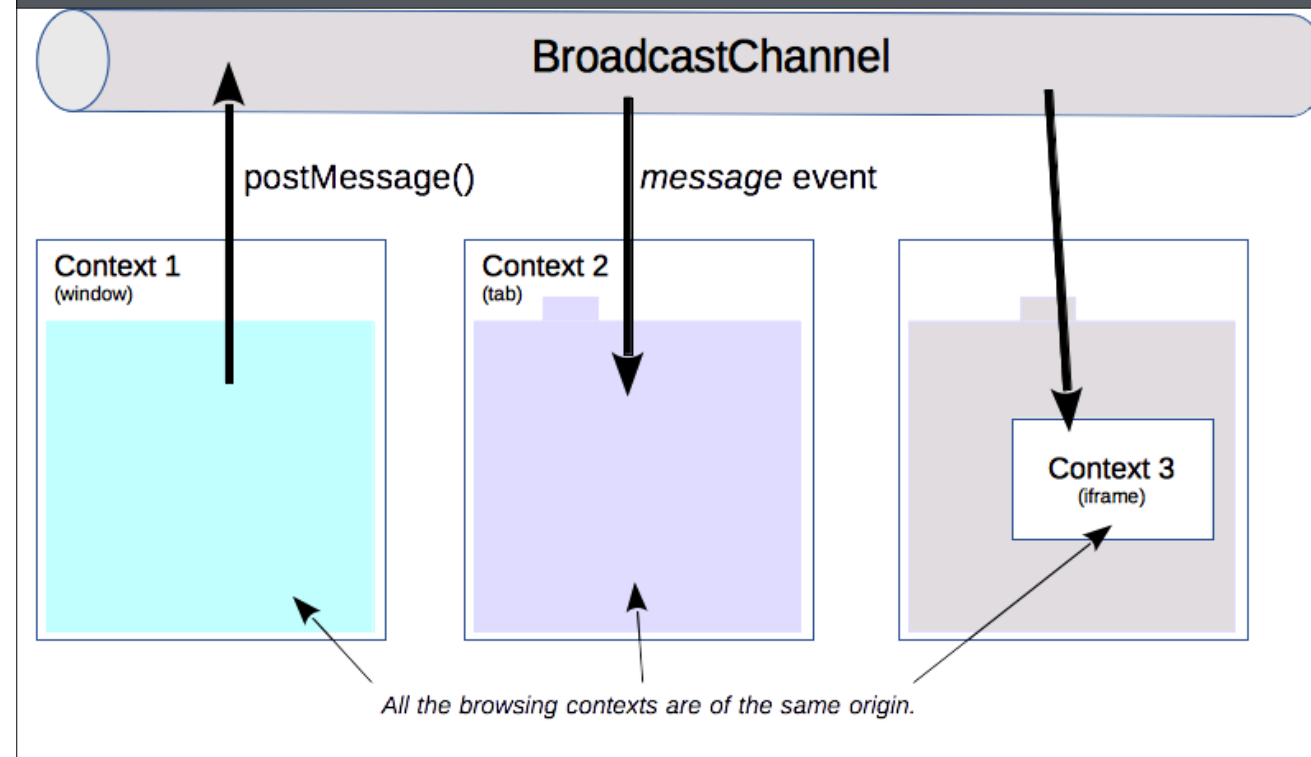 BroadcastChannel
postMessage()
message event
Context 1
(window)
Context 2
(tab)
Context 3
(iframe)
All the browsing contexts are of the same origin.